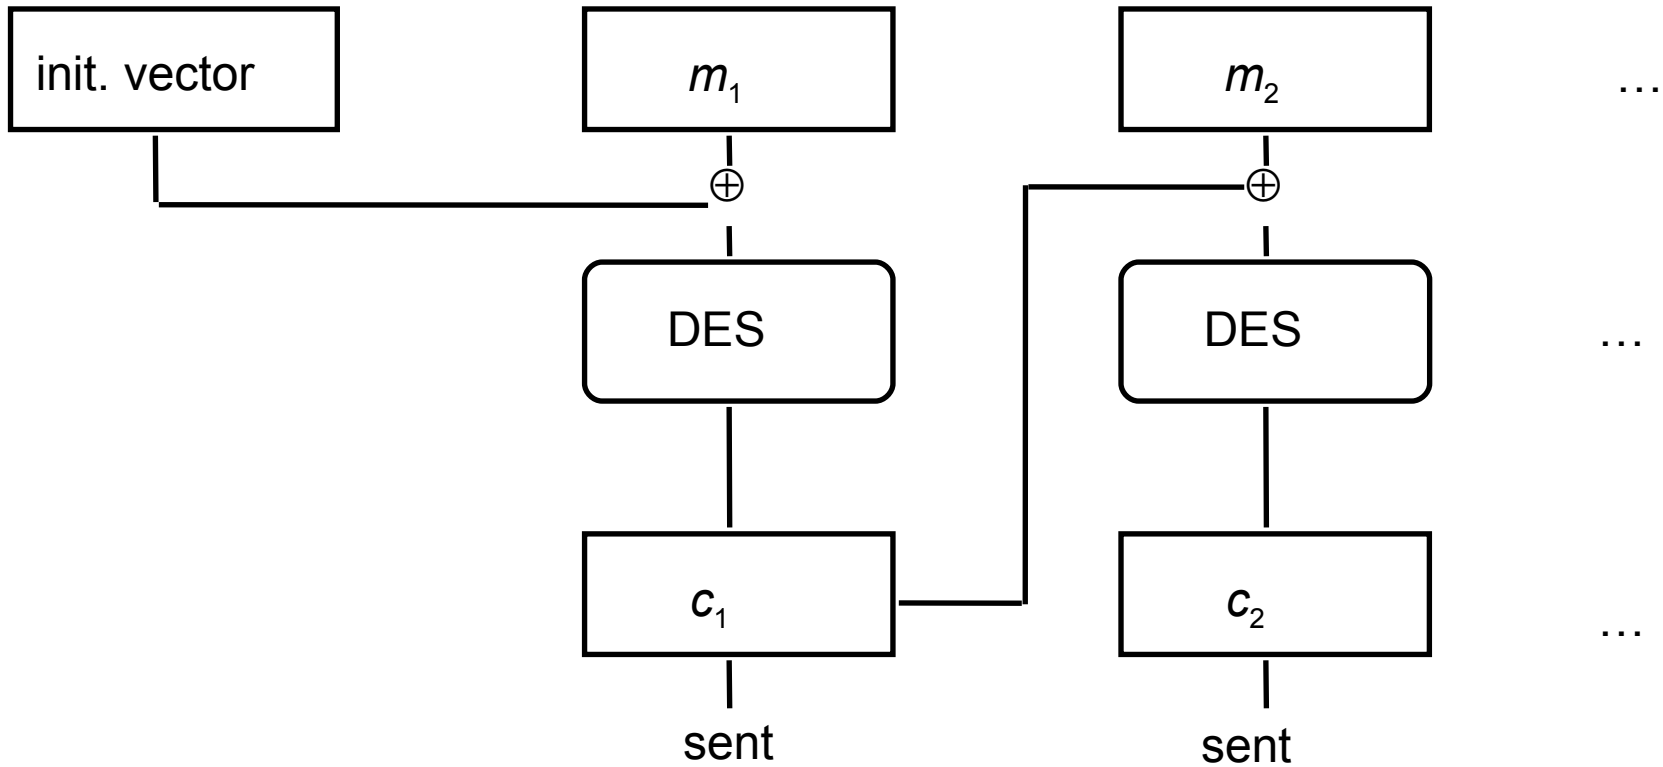 init. vector
m₁
m₂
…
⊕
⊕
DES
DES
…
c₁
c₂
…
sent
sent